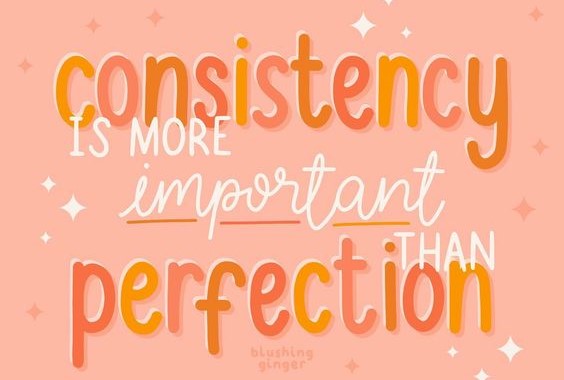 consistency
IS MORE
important
THAN
perfection
blushing
ginger